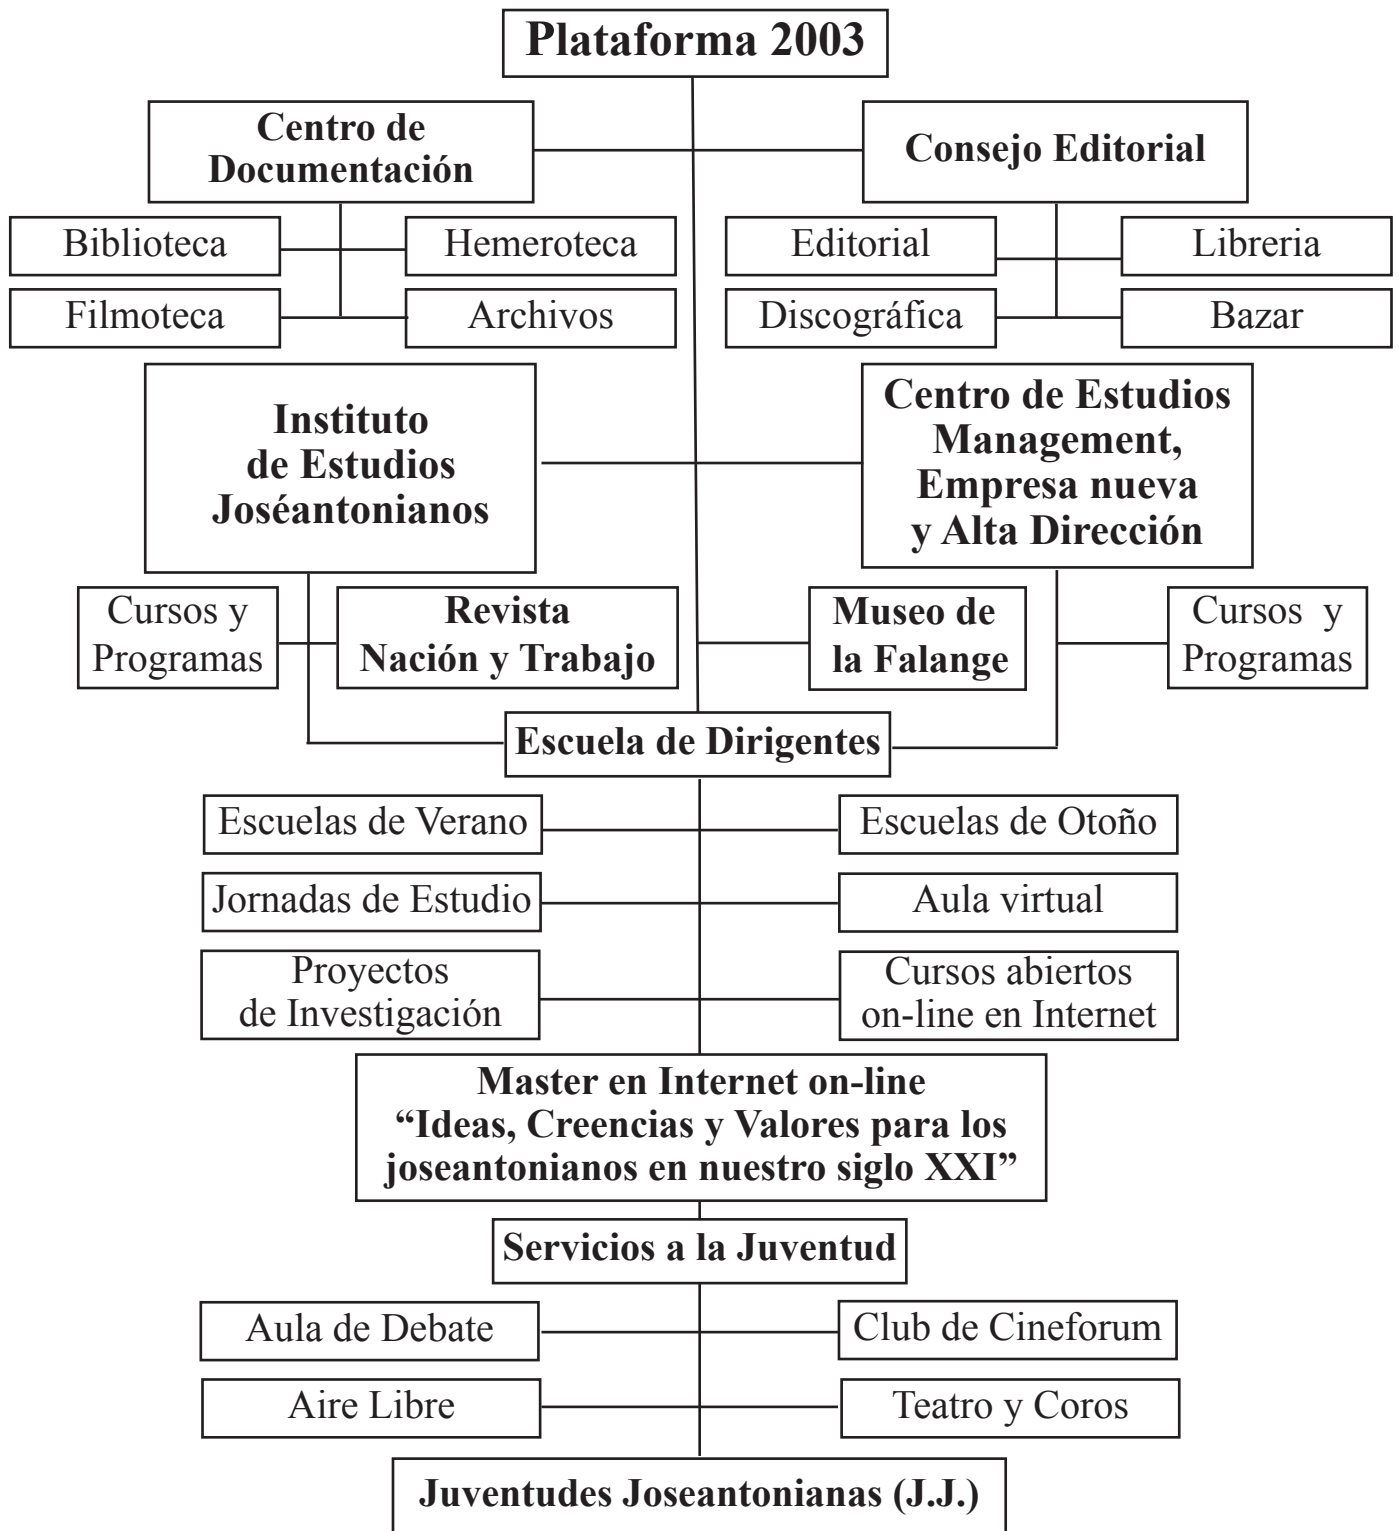 Plataforma 2003
Centro de
Documentación
Consejo Editorial
Biblioteca
Hemeroteca
Editorial
Libreria
Filmoteca
Archivos
Discográfica
Bazar
Instituto
de Estudios
Joséantonianos
Centro de Estudios
Management,
Empresa nueva
y Alta Dirección
Cursos y
Programas
Revista
Nación y Trabajo
Museo de
la Falange
Cursos y
Programas
Escuela de Dirigentes
Escuelas de Verano
Escuelas de Otoño
Jornadas de Estudio
Aula virtual
Proyectos
de Investigación
Cursos abiertos
on-line en Internet
Master en Internet on-line
“Ideas, Creencias y Valores para los
joseantonianos en nuestro siglo XXI”
Servicios a la Juventud
Aula de Debate
Club de Cineforum
Aire Libre
Teatro y Coros
Juventudes Joseantonianas (J.J.)